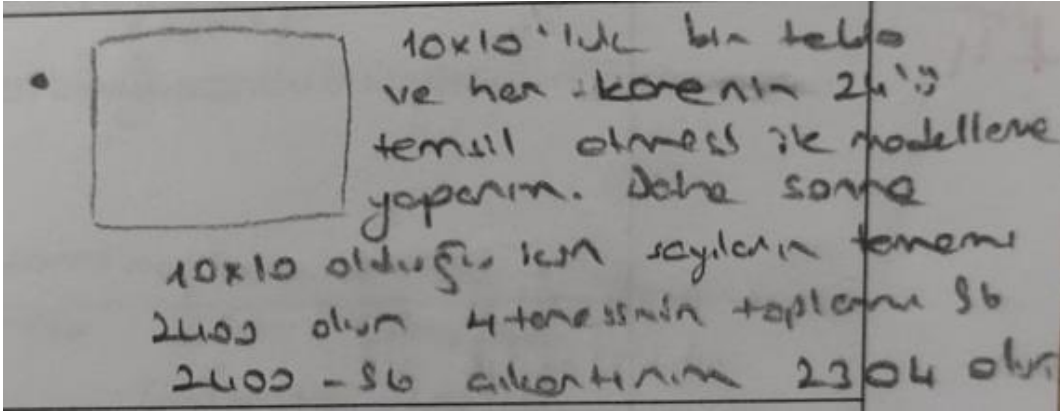 10x10'luk bir tablo
ve her karenin 24'ü
temsil etmesi ile modelleme
yaparım. Daha sonra
10x10 olduğu için sayıların tamamı
2400 olur 4 tanesinin toplamı 96
2400 - 96 çıkartırım 2304 olur